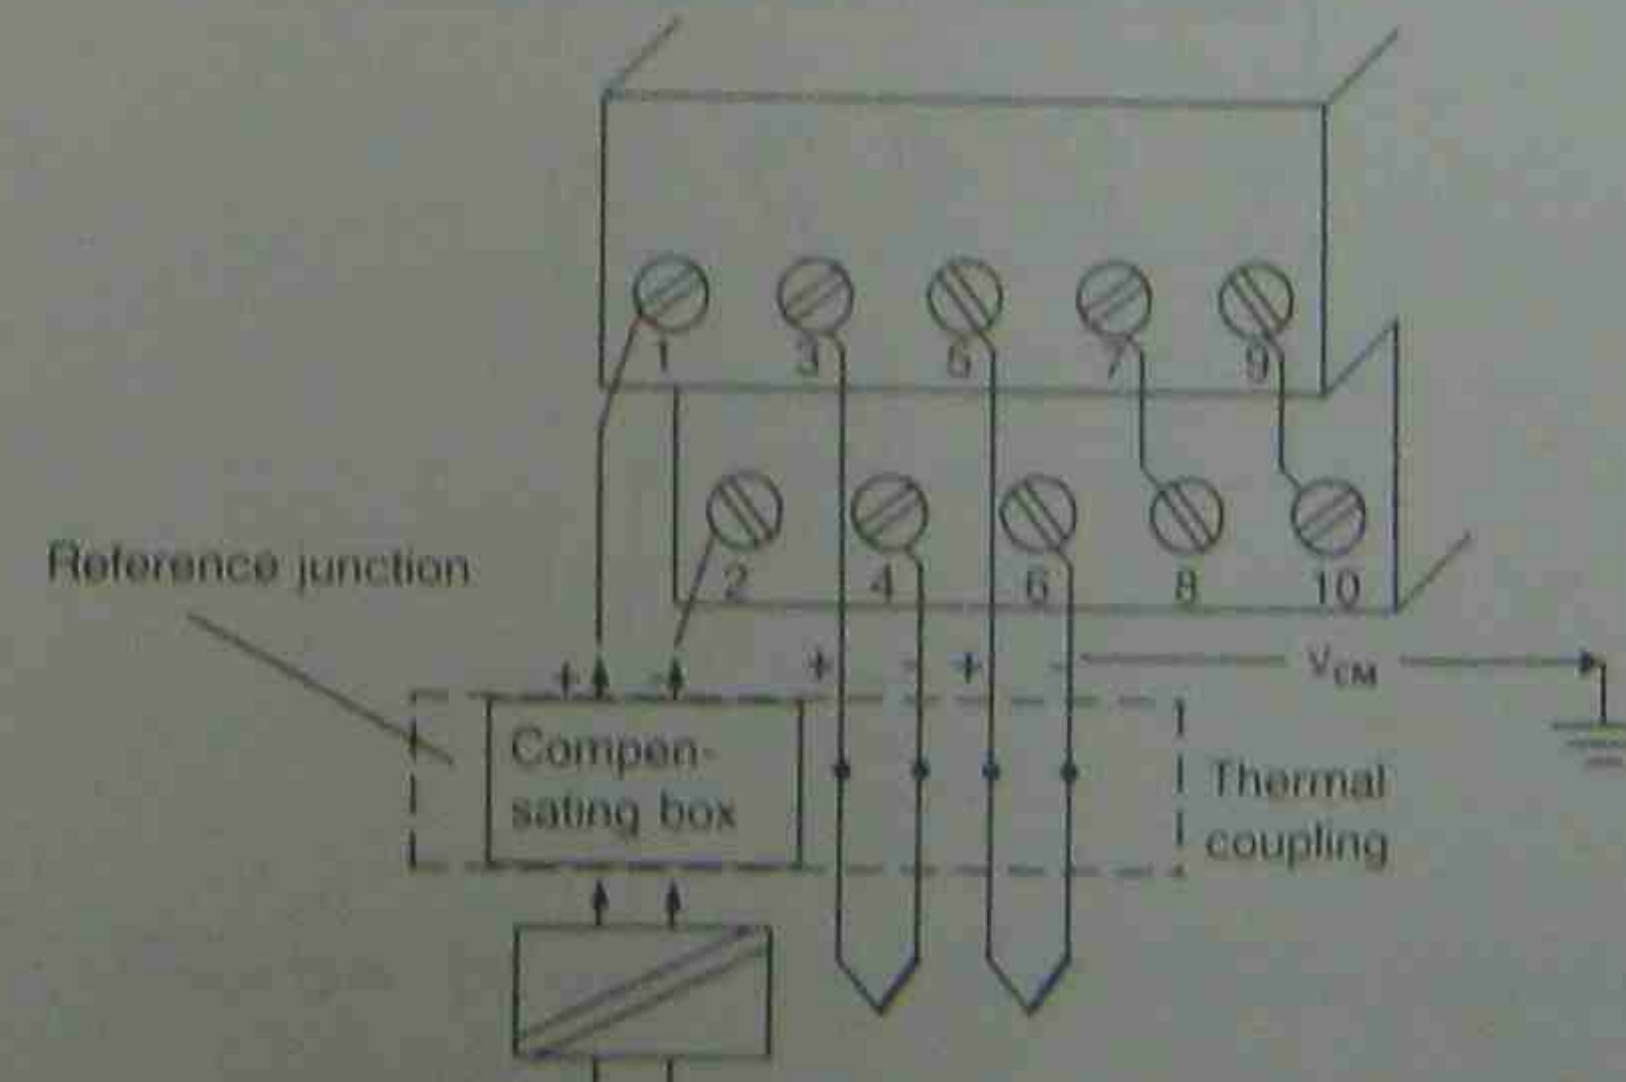 1 3 5 7 9
2 4 6 8 10
Reference junction
+ - + - + -
VCM
Compen-
sating box
Thermal
coupling